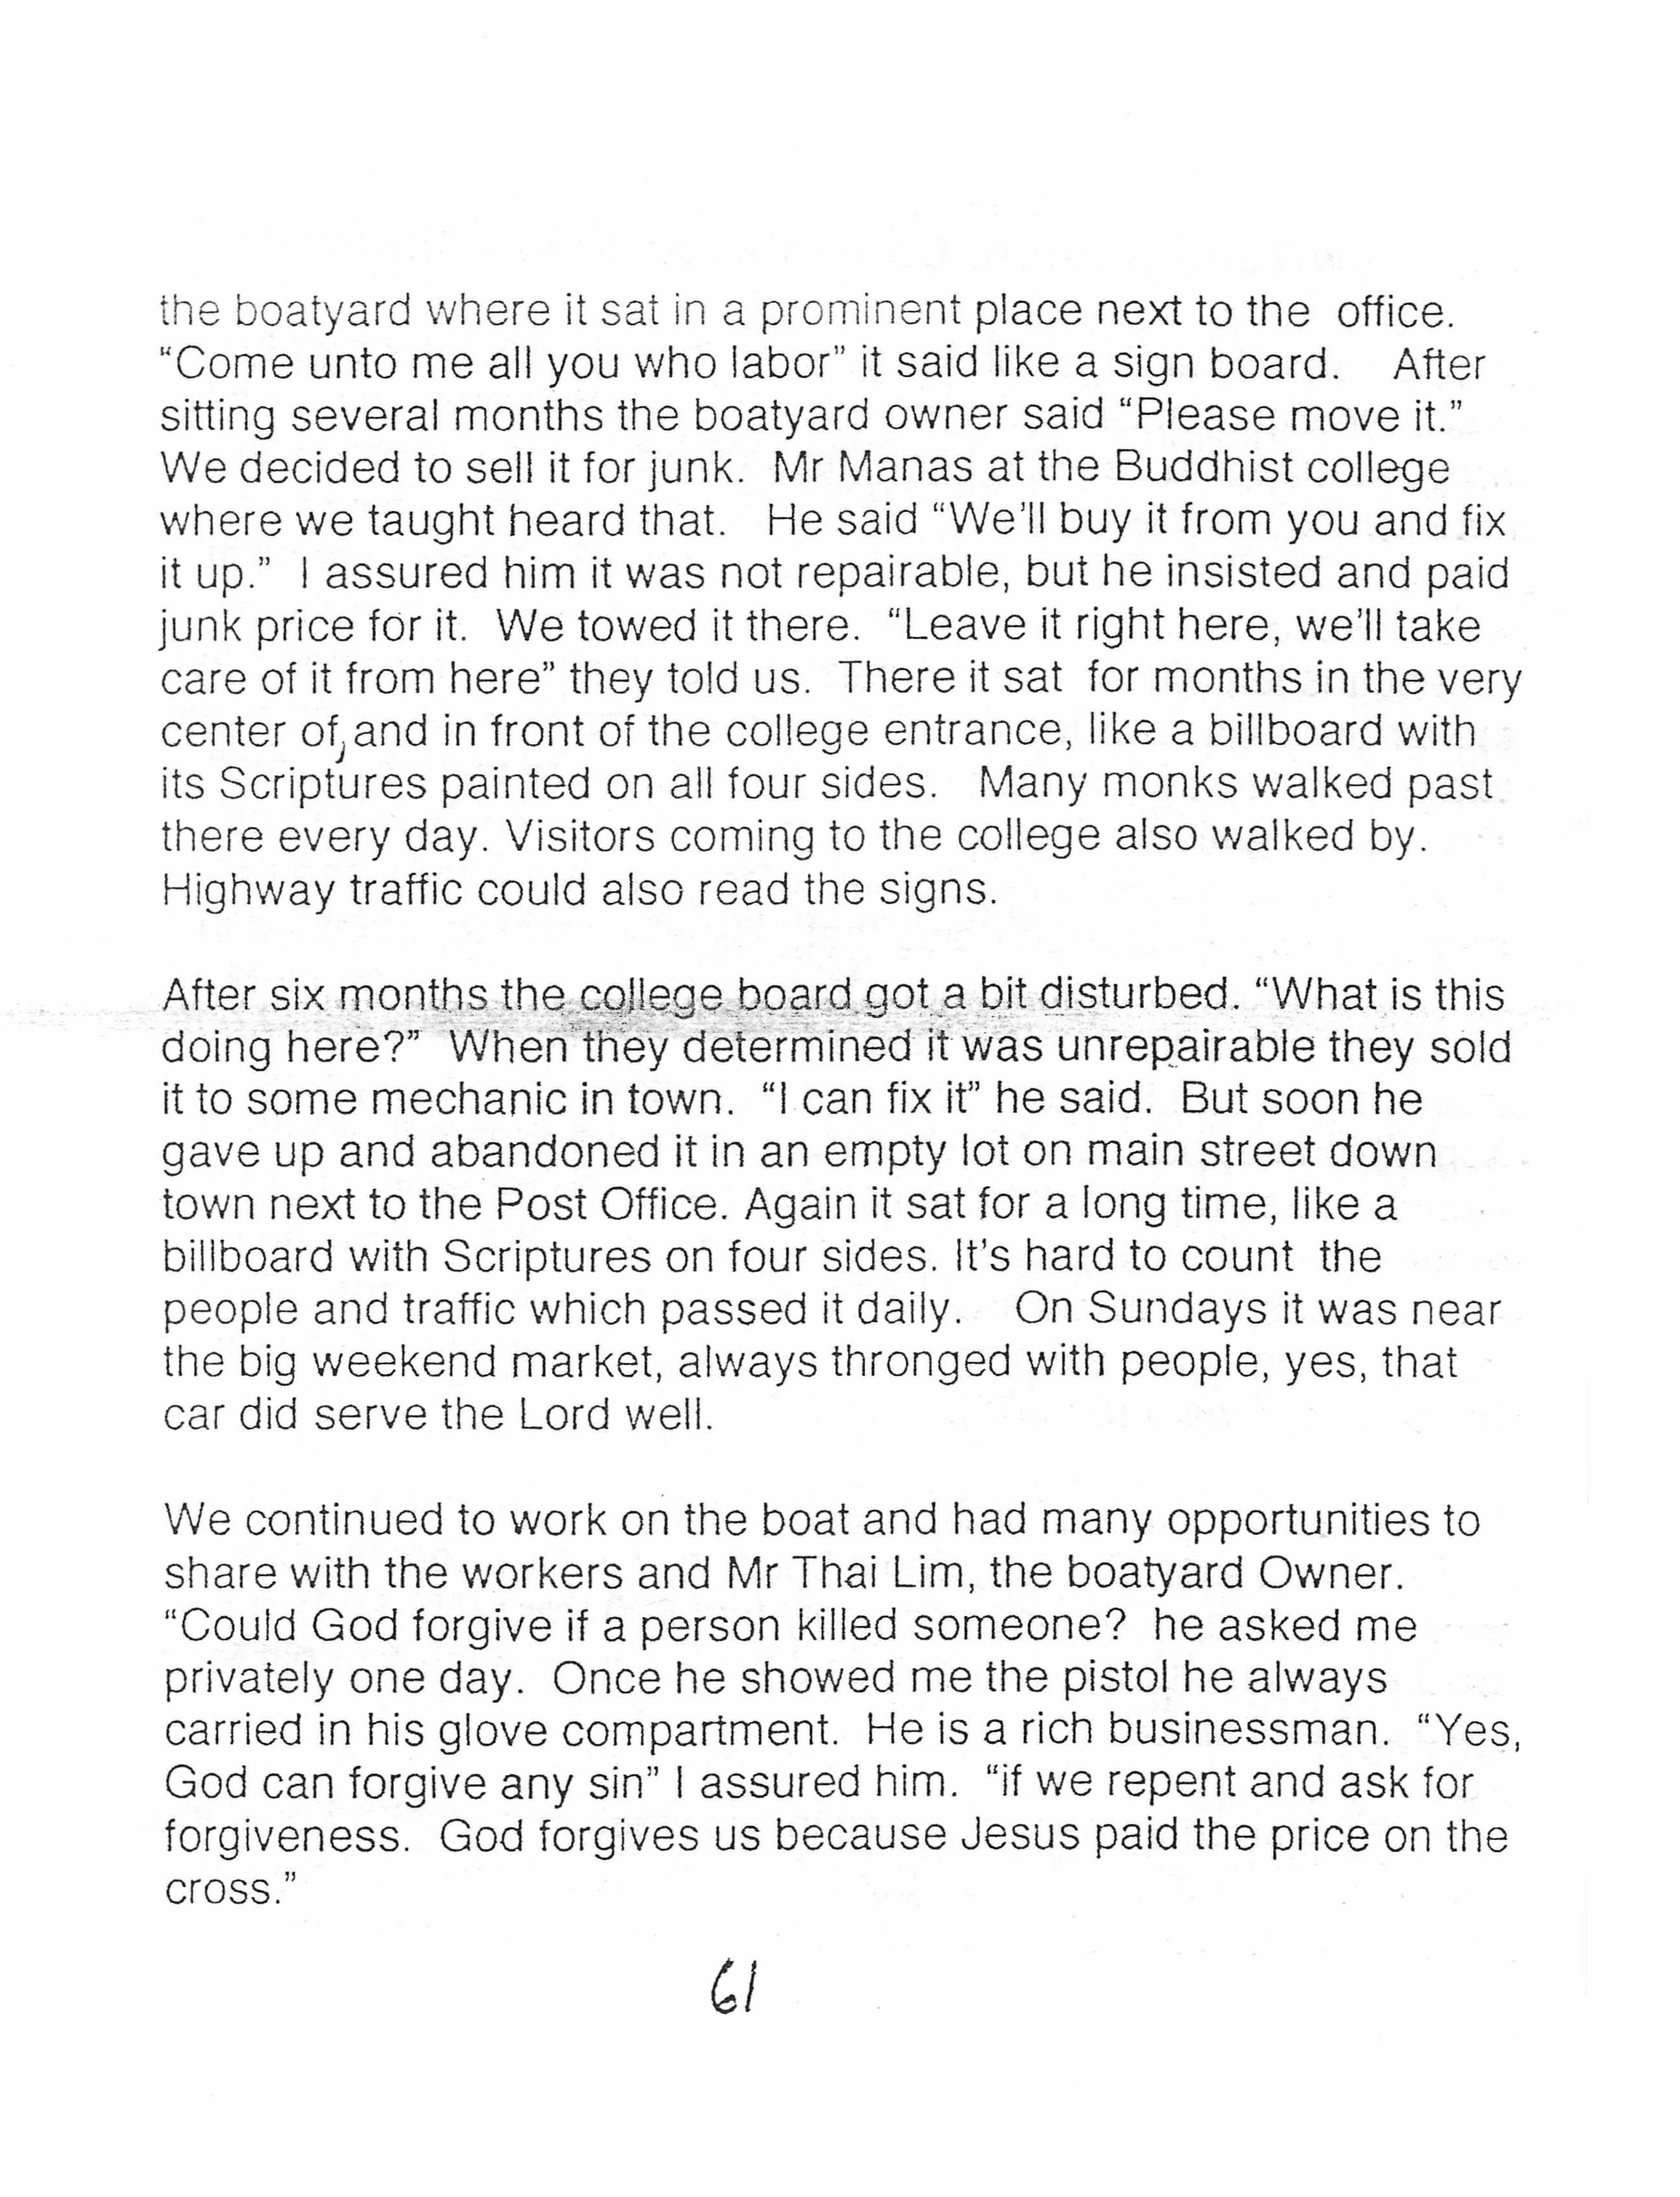 the boatyard where it sat in a prominent place next to the office.
“Come unto me all you who labor” it said like a sign board. After
sitting several months the boatyard owner said “Please move it.”
We decided to sell it for junk. Mr Manas at the Buddhist college
where we taught heard that. He said “We’ll buy it from you and fix
it up.” I assured him it was not repairable, but he insisted and paid
junk price for it. We towed it there. “Leave it right here, we’ll take
care of it from here” they told us. There it sat for months in the very
center of, and in front of the college entrance, like a billboard with
its Scriptures painted on all four sides. Many monks walked past
there every day. Visitors coming to the college also walked by.
Highway traffic could also read the signs.

After six months the college board got a bit disturbed. “What is this
doing here?” When they determined it was unrepairable they sold
it to some mechanic in town. “I can fix it” he said. But soon he
gave up and abandoned it in an empty lot on main street down
town next to the Post Office. Again it sat for a long time, like a
billboard with Scriptures on four sides. It’s hard to count the
people and traffic which passed it daily. On Sundays it was near
the big weekend market, always thronged with people, yes, that
car did serve the Lord well.

We continued to work on the boat and had many opportunities to
share with the workers and Mr Thai Lim, the boatyard Owner.
“Could God forgive if a person killed someone? he asked me
privately one day. Once he showed me the pistol he always
carried in his glove compartment. He is a rich businessman. “Yes,
God can forgive any sin” I assured him. “if we repent and ask for
forgiveness. God forgives us because Jesus paid the price on the
cross.”

61